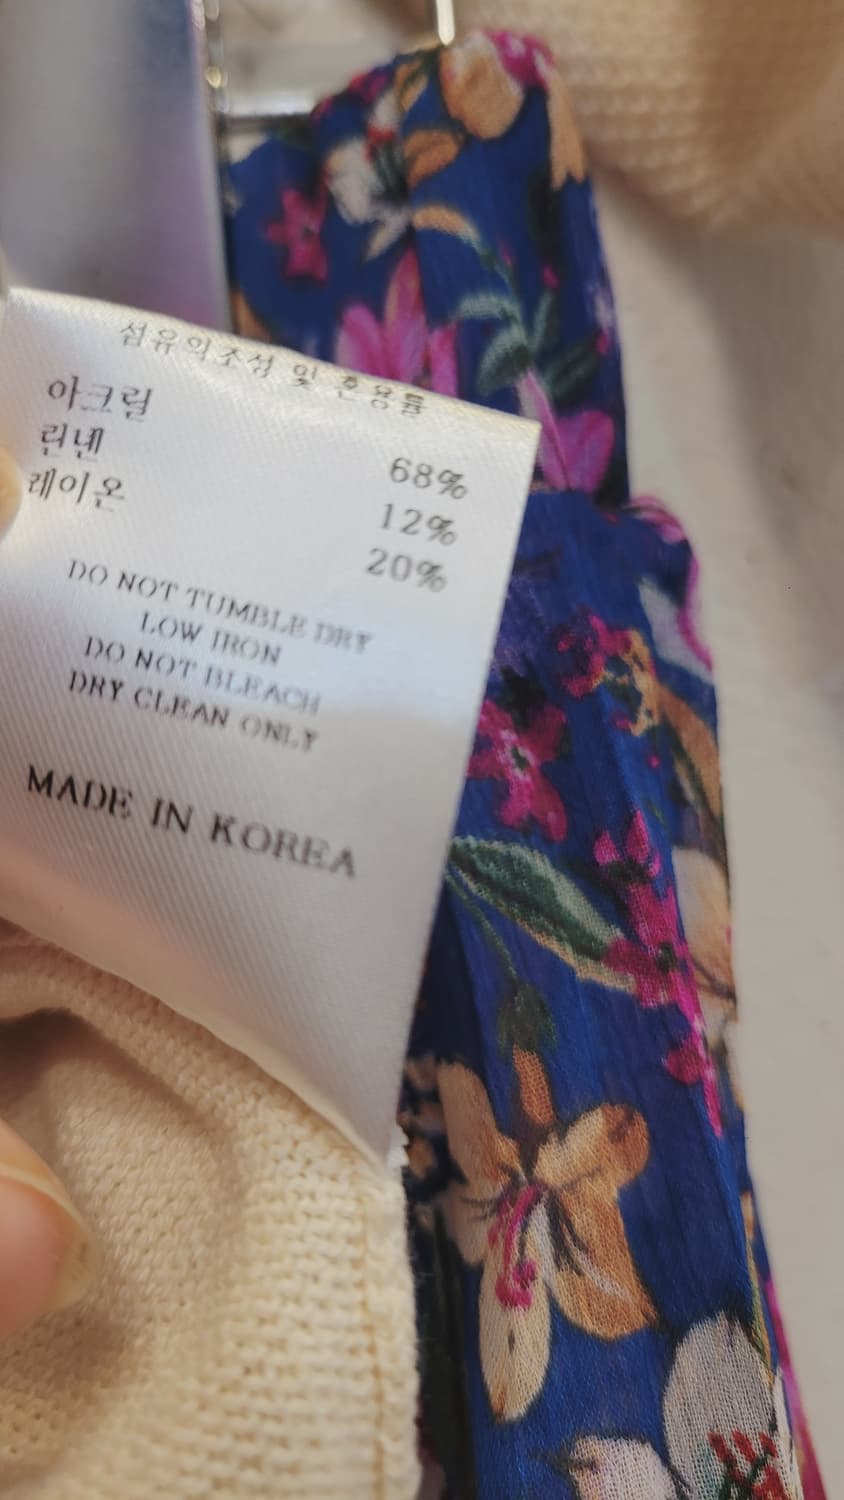 섬유의조성 및 혼용률
아크릴 68%
린넨 12%
레이온 20%
DO NOT TUMBLE DRY
LOW IRON
DO NOT BLEACH
DRY CLEAN ONLY
MADE IN KOREA